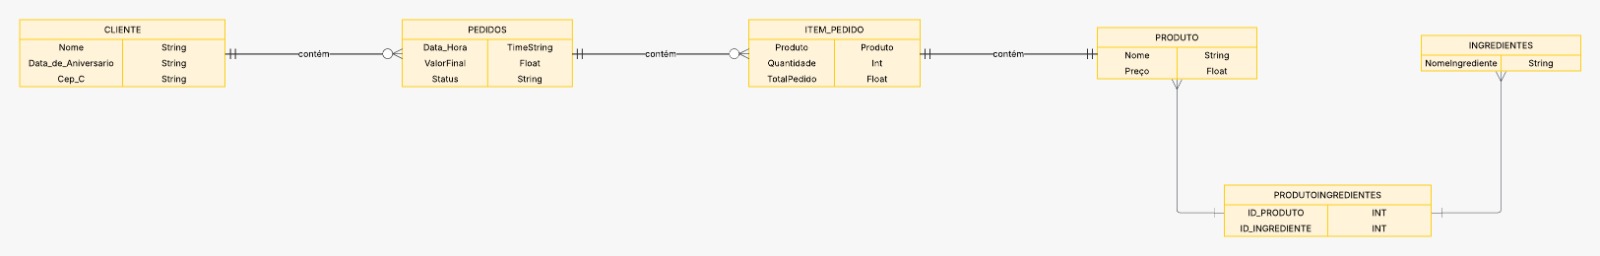 CLIENTE
Nome String
Data_de_Aniversario String
Cep_C String
contém
PEDIDOS
Data_Hora TimeString
ValorFinal Float
Status String
contém
ITEM_PEDIDO
Produto Produto
Quantidade Int
TotalPedido Float
contém
PRODUTO
Nome String
Preço Float
INGREDIENTES
NomeIngrediente String
PRODUTOINGREDIENTES
ID_PRODUTO INT
ID_INGREDIENTE INT